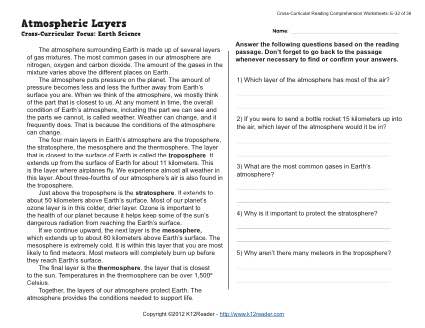 Cross-Curricular Reading Comprehension Worksheets: E-32 of 36
Atmospheric Layers
Cross-Curricular Focus: Earth Science
Name
The atmosphere surrounding Earth is made up of several layers
of gas mixtures. The most common gases in our atmosphere are
nitrogen, oxygen and carbon dioxide. The amount of the gases in the
mixture varies above the different places on Earth.
The atmosphere puts pressure on the planet. The amount of
pressure becomes less and less the further away from Earth's
surface you are. When we think of the atmosphere, we mostly think
of the part that is closest to us. At any moment in time, the overall
condition of Earth's atmosphere, including the part we can see and
the parts we cannot, is called weather. Weather can change, and it
frequently does. That is because the conditions of the atmosphere
can change.
The four main layers in Earth's atmosphere are the troposphere,
the stratosphere, the mesosphere and the thermosphere. The layer
that is closest to the surface of Earth is called the troposphere. It
extends up from the surface of Earth for about 11 kilometers. This
is the layer where airplanes fly. We experience almost all weather in
this layer. About three-fourths of our atmosphere's air is also found in
the troposphere.
Just above the troposphere is the stratosphere. It extends to
about 50 kilometers above Earth's surface. Most of our planet's
ozone layer is in this colder, drier layer. Ozone is important to
the health of our planet because it helps keep some of the sun's
dangerous radiation from reaching the Earth's surface.
If we continue upward, the next layer is the mesosphere,
which extends up to about 80 kilometers above Earth's surface. The
mesosphere is extremely cold. It is within this layer that you are most
likely to find meteors. Most meteors will completely burn up before
they reach Earth's surface.
The final layer is the thermosphere, the layer that is closest
to the sun. Temperatures in the thermosphere can be over 1,500°
Celsius.
Together, the layers of our atmosphere protect Earth. The
atmosphere provides the conditions needed to support life.
Answer the following questions based on the reading
passage. Don't forget to go back to the passage
whenever necessary to find or confirm your answers.
1) Which layer of the atmosphere has most of the air?
2) If you were to send a bottle rocket 15 kilometers up into
the air, which layer of the atmosphere would it be in?
3) What are the most common gases in Earth's
atmosphere?
4) Why is it important to protect the stratosphere?
5) Why aren't there many meteors in the troposphere?
Copyright ©2012 K12Reader - http://www.k12reader.com